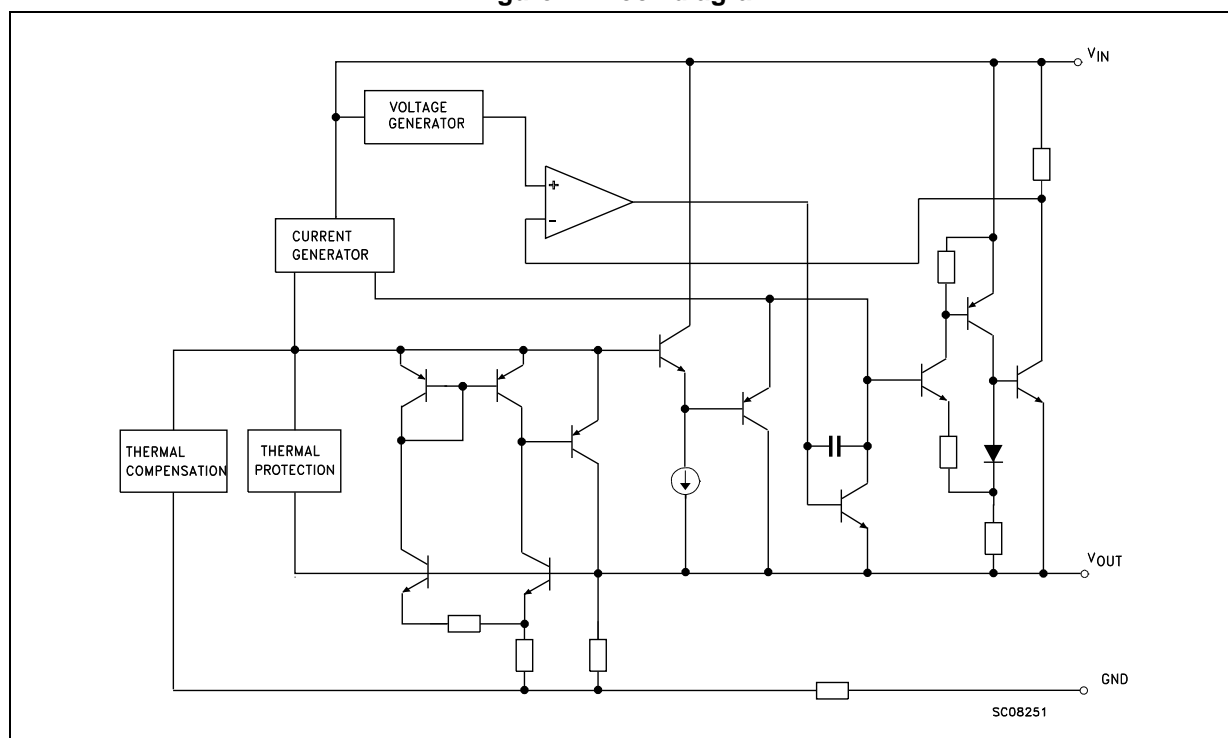 VIN
VOLTAGE
GENERATOR
+
-
CURRENT
GENERATOR
THERMAL
COMPENSATION
THERMAL
PROTECTION
VOUT
GND
SC08251